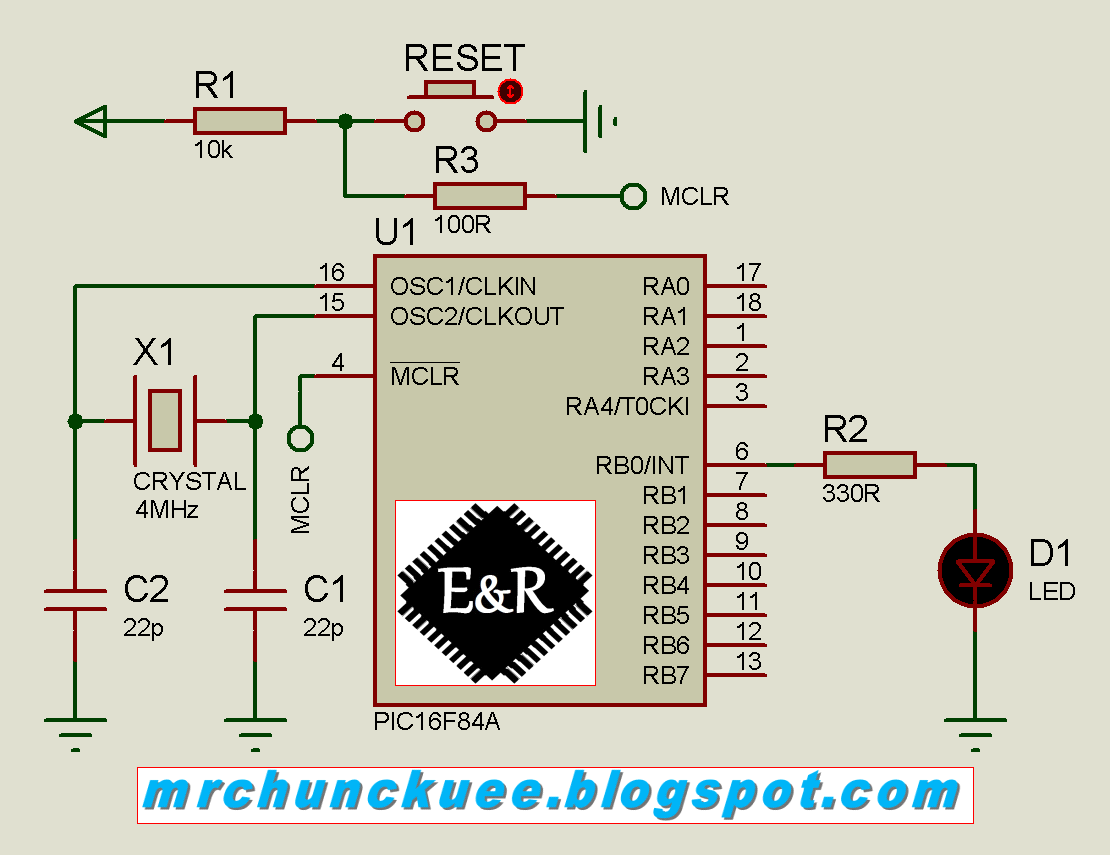 RESET
R1
10k
R3
100R
MCLR
U1
16
OSC1/CLKIN
15
OSC2/CLKOUT
4
MCLR
MCLR
X1
CRYSTAL
4MHz
C2
22p
C1
22p
RA0
17
RA1
18
RA2
1
RA3
2
RA4/T0CKI
3
RB0/INT
6
RB1
7
RB2
8
RB3
9
RB4
10
RB5
11
RB6
12
RB7
13
E&R
PIC16F84A
R2
330R
D1
LED
mrchunckuee.blogspot.com